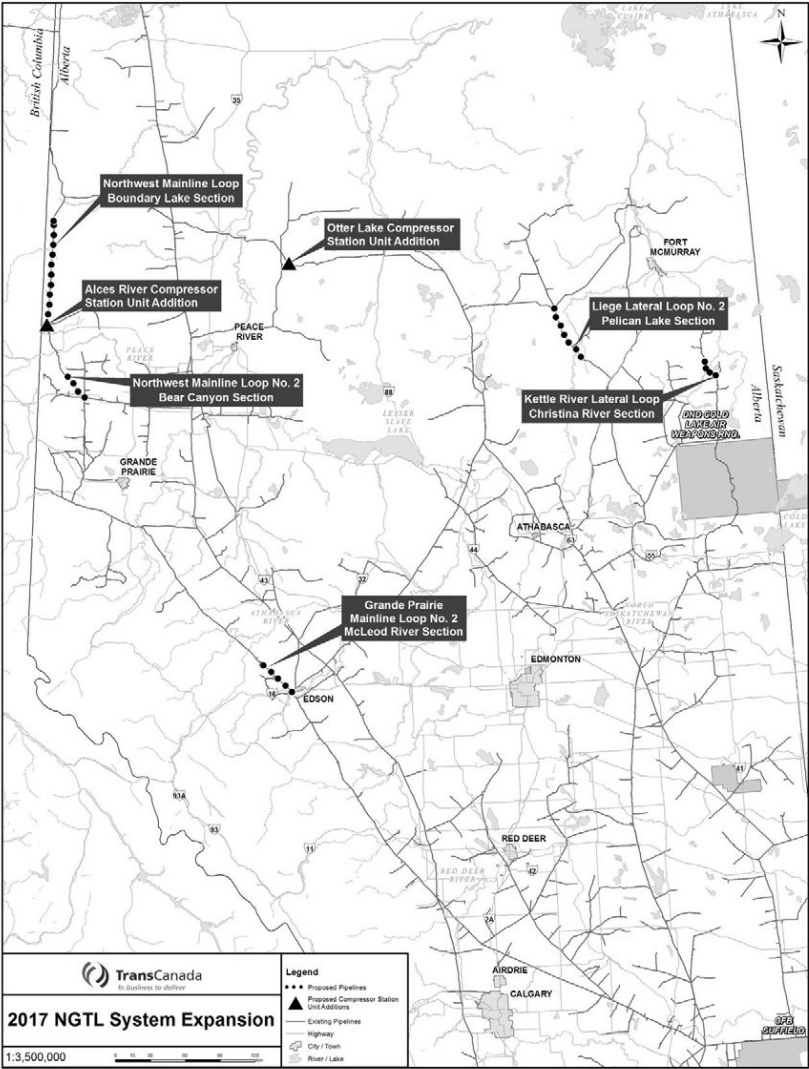 LAKE
CLAIRE
LAKE
ATHABASCA
N
British Columbia
Alberta
35
Northwest Mainline Loop
Boundary Lake Section
Otter Lake Compressor
Station Unit Addition
FORT
MCMURRAY
Alces River Compressor
Station Unit Addition
Liege Lateral Loop No. 2
Pelican Lake Section
PEACE
RIVER
PEACE
RIVER
Northwest Mainline Loop No. 2
Bear Canyon Section
88
LESSER
SLAVE
LAKE
Kettle River Lateral Loop
Christina River Section
Saskatchewan
Alberta
DND COLD
LAKE AIR
WEAPONS RNG.
GRANDE
PRAIRIE
COLD
LAKE
ATHABASCA
63
44
55
43
32
ATHABASCA
RIVER
NORTH
SASKATCHEWAN
RIVER
Grande Prairie
Mainline Loop No. 2
McLeod River Section
EDMONTON
16
EDSON
41
93A
93
11
RED DEER
RED DEER
RIVER
42
2A
AIRDRIE
CALGARY
CFB
SUFFIELD
TransCanada
In business to deliver
2017 NGTL System Expansion
1:3,500,000
Legend
Proposed Pipelines
Proposed Compressor Station
Unit Additions
Existing Pipelines
Highway
City / Town
River / Lake